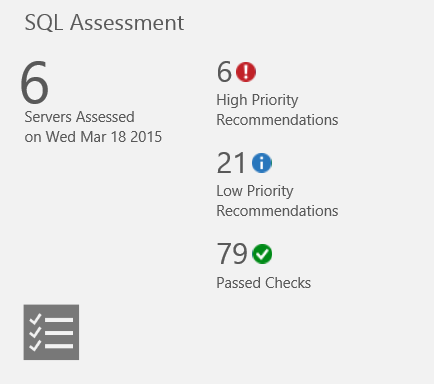 SQL Assessment
6
Servers Assessed
on Wed Mar 18 2015
6
High Priority
Recommendations
21
Low Priority
Recommendations
79
Passed Checks